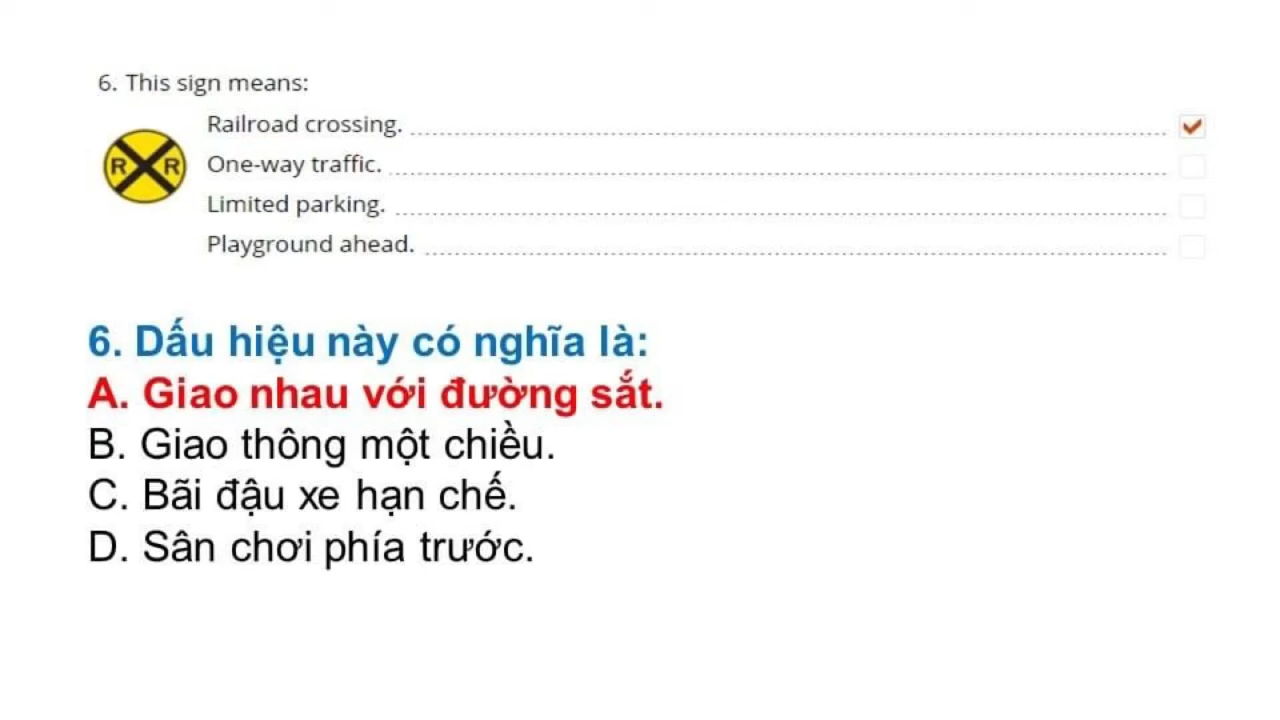 6. This sign means:
Railroad crossing.
R R
One-way traffic.
Limited parking.
Playground ahead.
6. Dấu hiệu này có nghĩa là:
A. Giao nhau với đường sắt.
B. Giao thông một chiều.
C. Bãi đậu xe hạn chế.
D. Sân chơi phía trước.